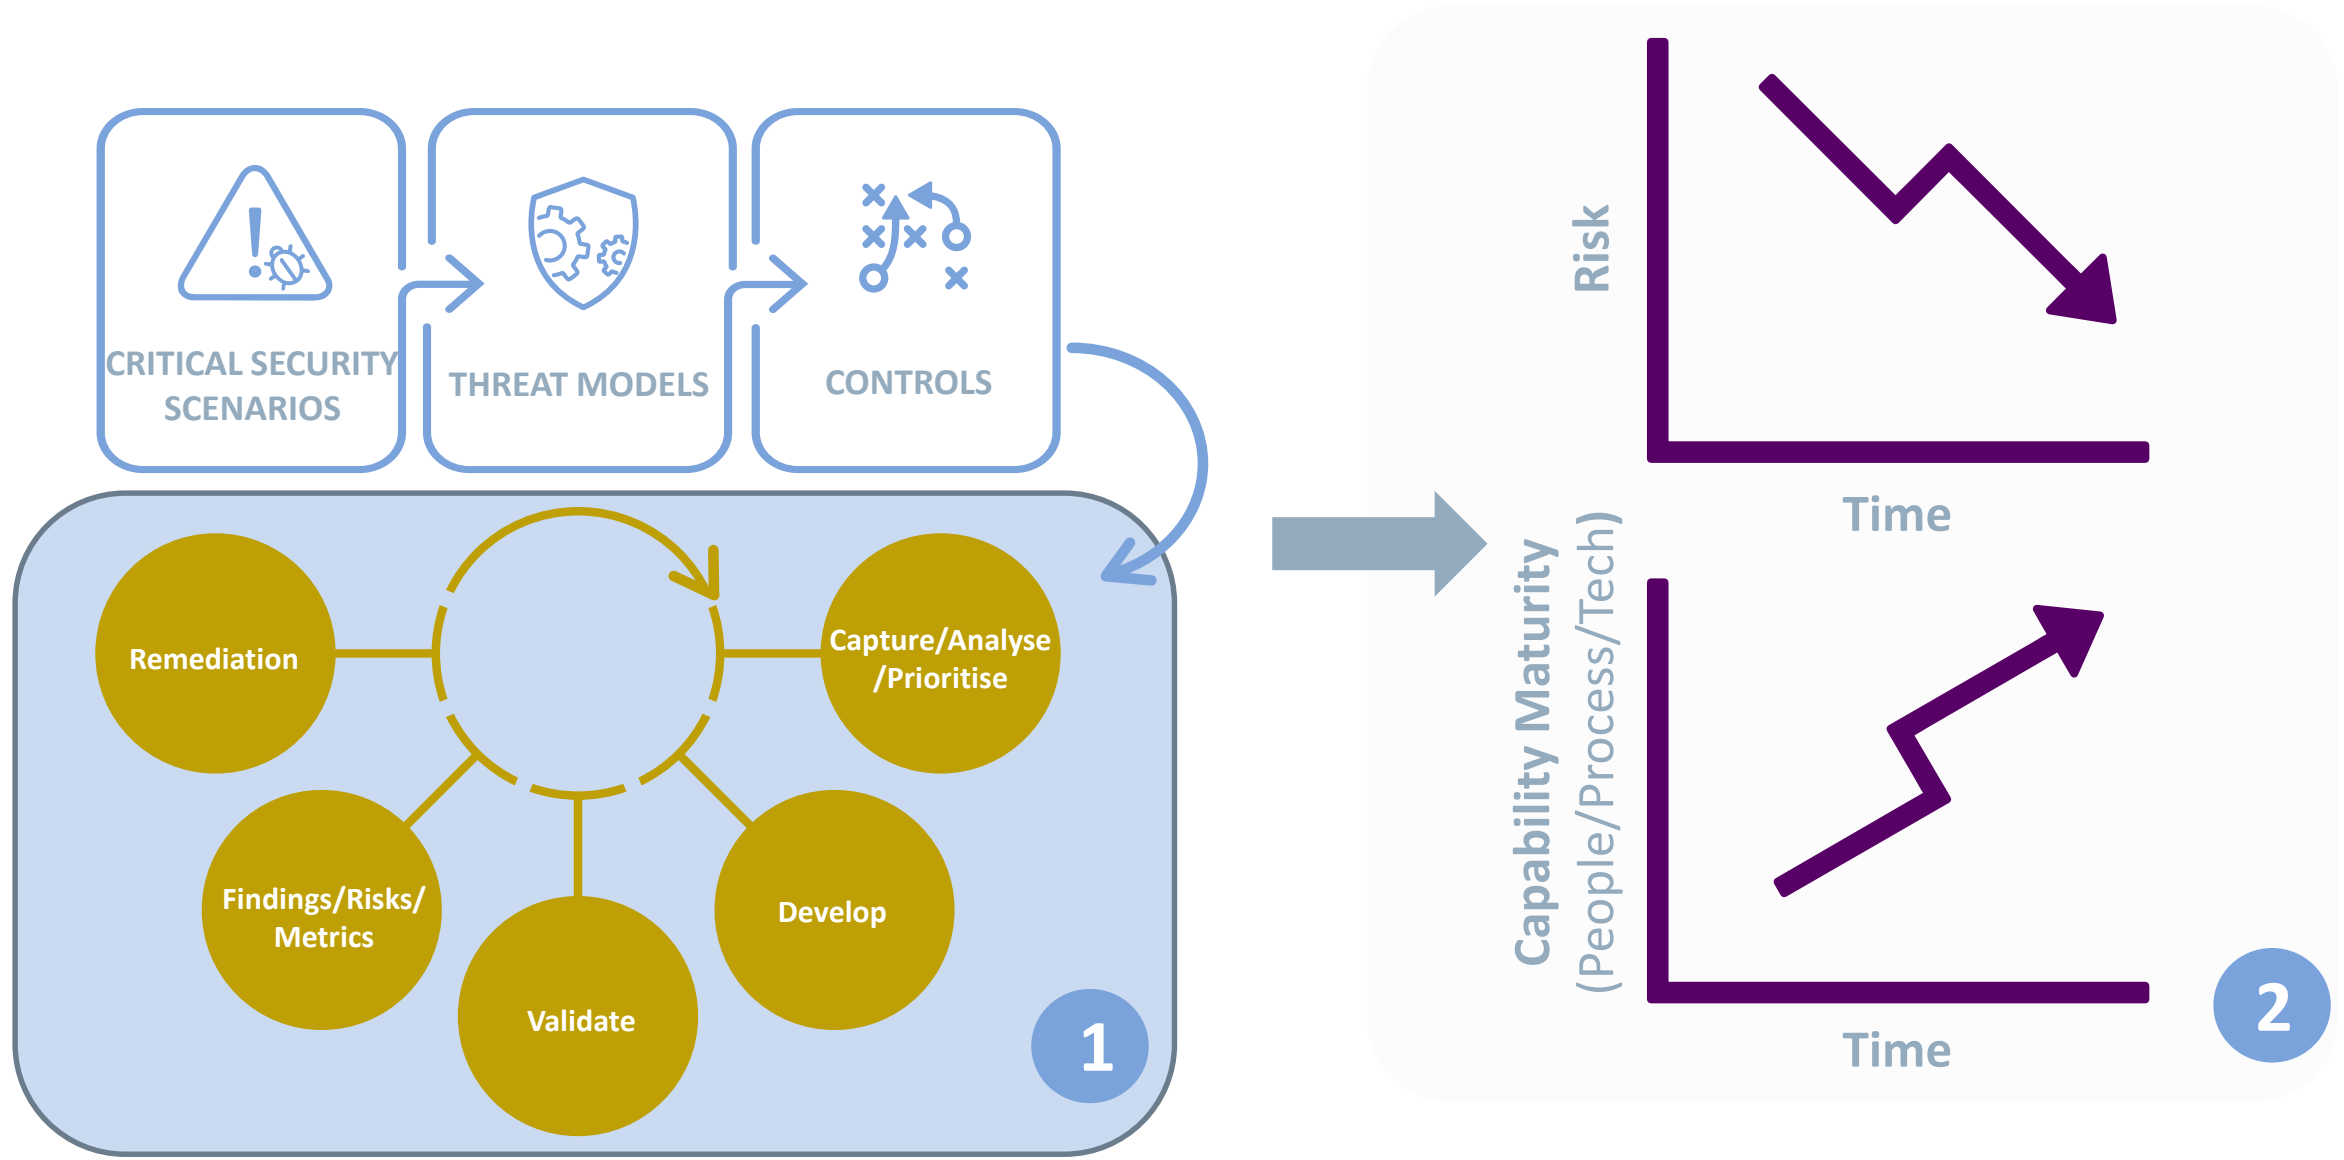 CRITICAL SECURITY
SCENARIOS
THREAT MODELS
CONTROLS
Remediation
Capture/Analyse
/Prioritise
Findings/Risks/
Metrics
Develop
Validate
1
Risk
Time
Capability Maturity
(People/Process/Tech)
Time
2